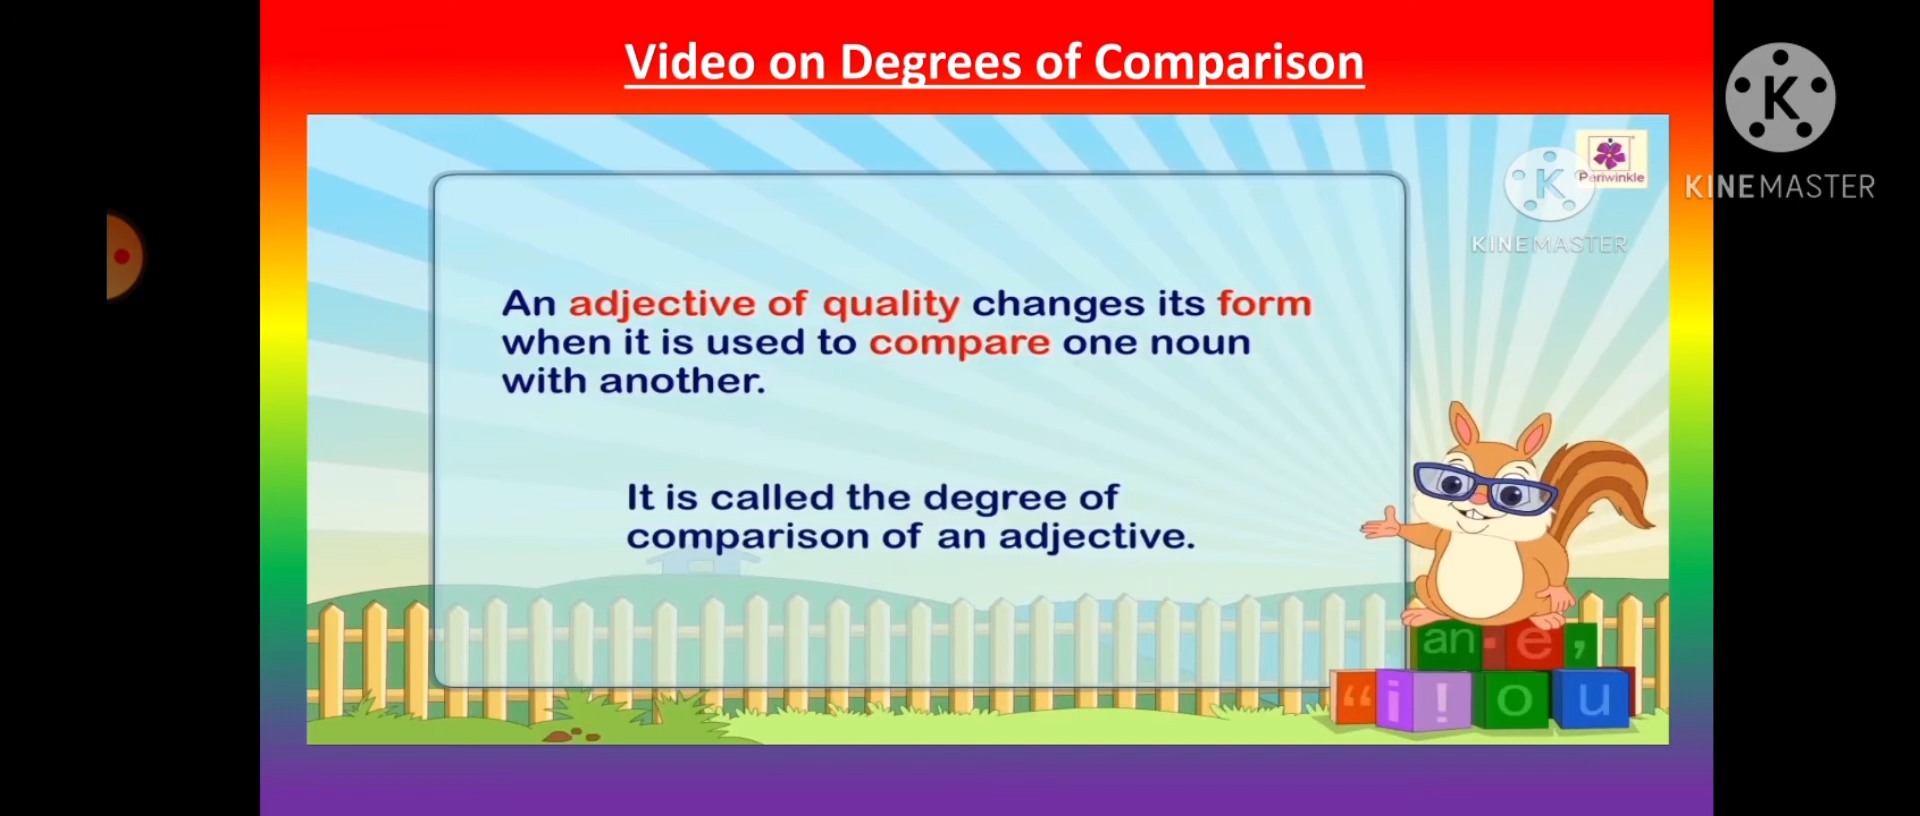 Video on Degrees of Comparison
K
KINEMASTER
Periwinkle
K
KINEMASTER
An adjective of quality changes its form
when it is used to compare one noun
with another.
It is called the degree of
comparison of an adjective.
an . e ,
“ i ! o u